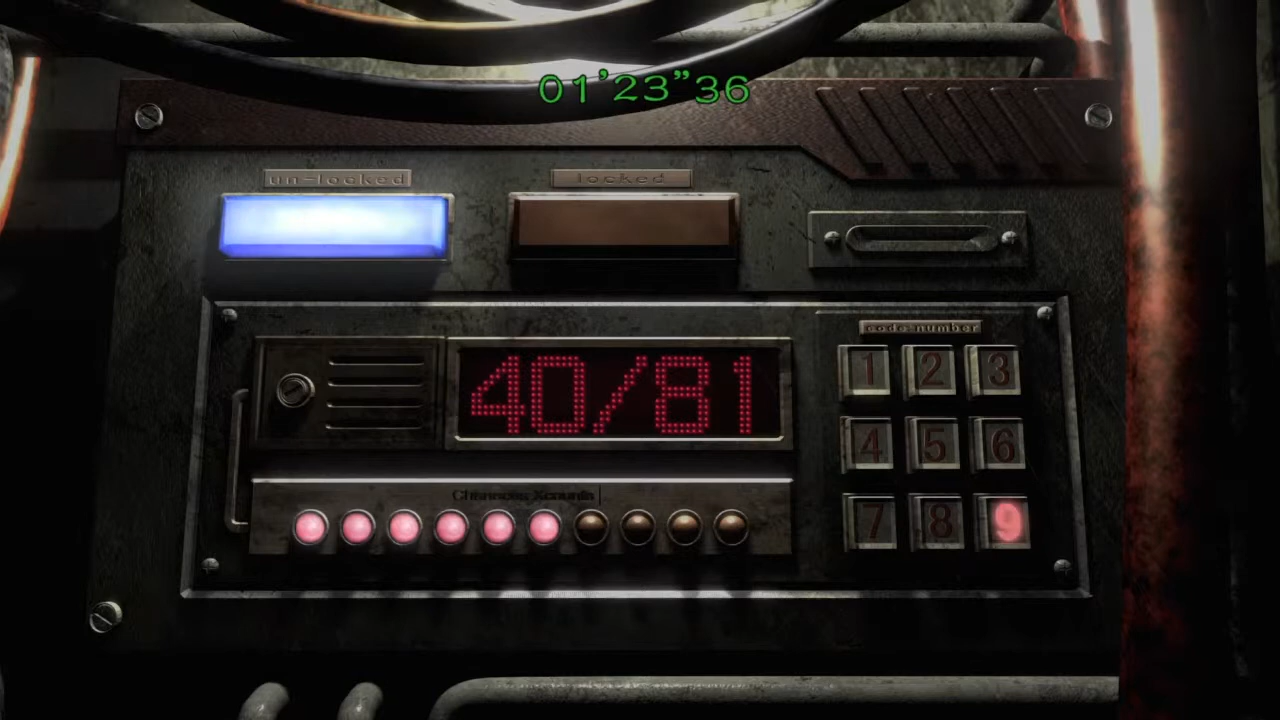 01'23"36
un-locked
locked
code number
40/81
1 2 3
4 5 6
7 8 9